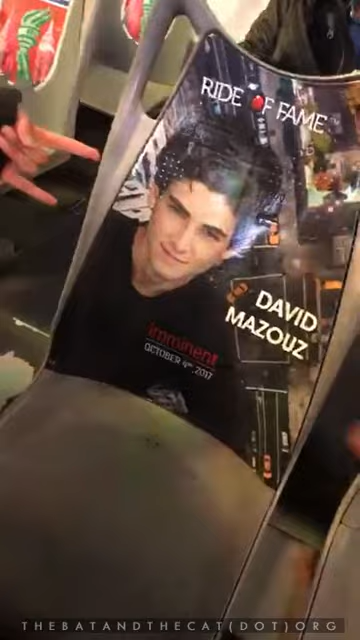 RIDE OF FAME
DAVID
MAZOUZ
imminent
OCTOBER 4TH, 2017
THEBATANDTHECAT(DOT)ORG